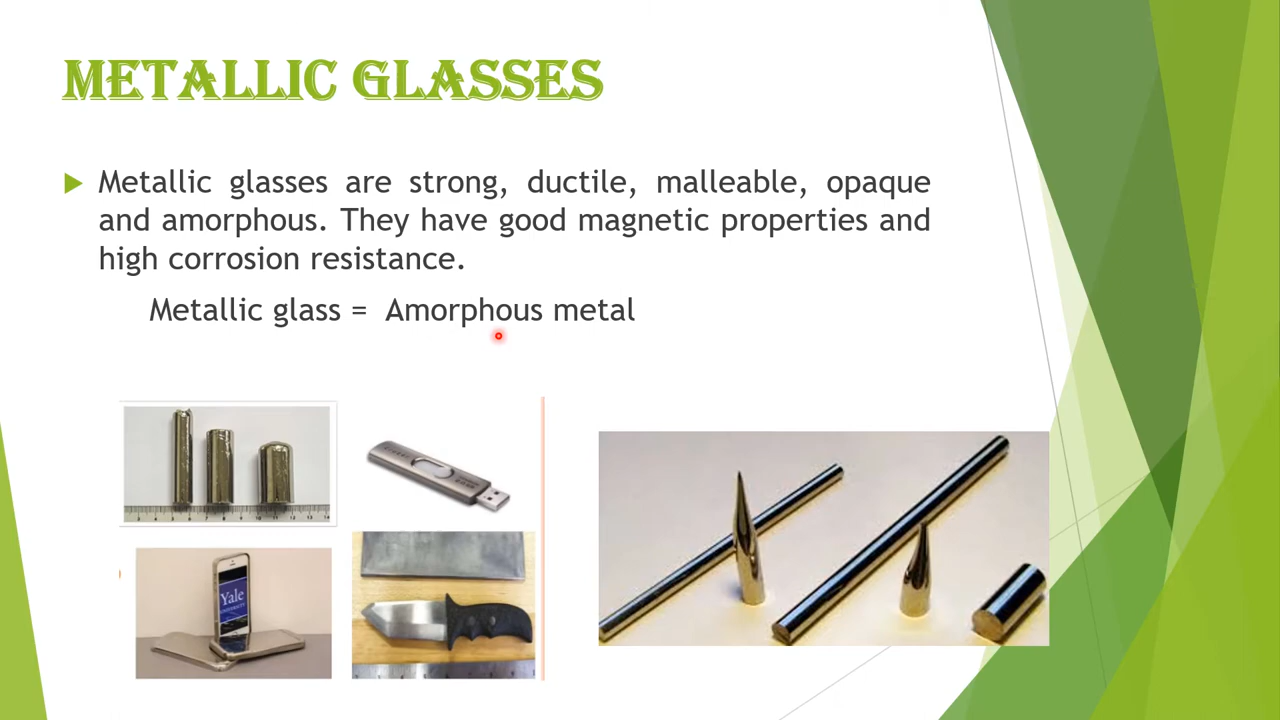 METALLIC GLASSES
Metallic glasses are strong, ductile, malleable, opaque
and amorphous. They have good magnetic properties and
high corrosion resistance.
Metallic glass = Amorphous metal
Yale
UNIVERSITY